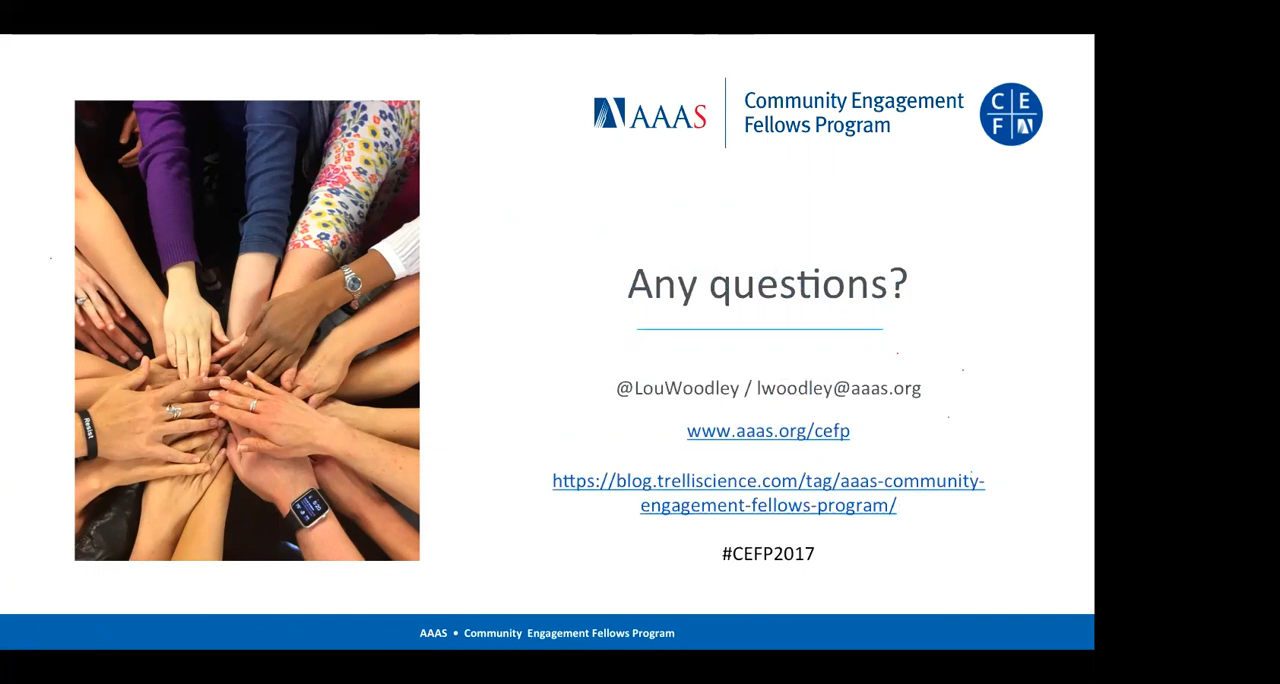 AAAS
Community Engagement
Fellows Program
C E
F
Any questions?
@LouWoodley / lwoodley@aaas.org
www.aaas.org/cefp
https://blog.trelliscience.com/tag/aaas-community-
engagement-fellows-program/
#CEFP2017
Resist
AAAS • Community Engagement Fellows Program